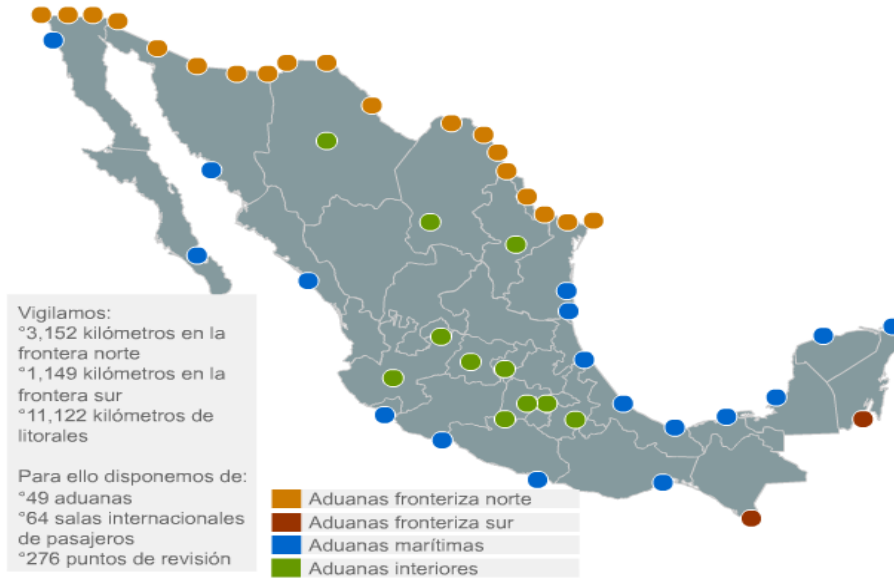 Vigilamos:
°3,152 kilómetros en la
frontera norte
°1,149 kilómetros en la
frontera sur
°11,122 kilómetros de
litorales
Para ello disponemos de:
°49 aduanas
°64 salas internacionales
de pasajeros
°276 puntos de revisión
Aduanas fronteriza norte
Aduanas fronteriza sur
Aduanas marítimas
Aduanas interiores